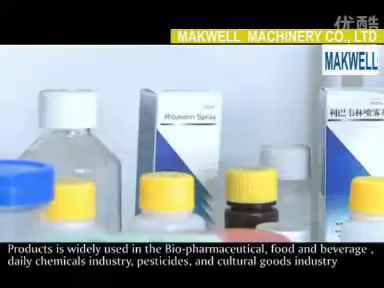 优酷
MAKWELL MACHINERY CO., LTD
MAKWELL
Ribavirin Spray
利巴韦林喷雾剂
Products is widely used in the Bio-pharmaceutical, food and beverage ,
daily chemicals industry, pesticides, and cultural goods industry